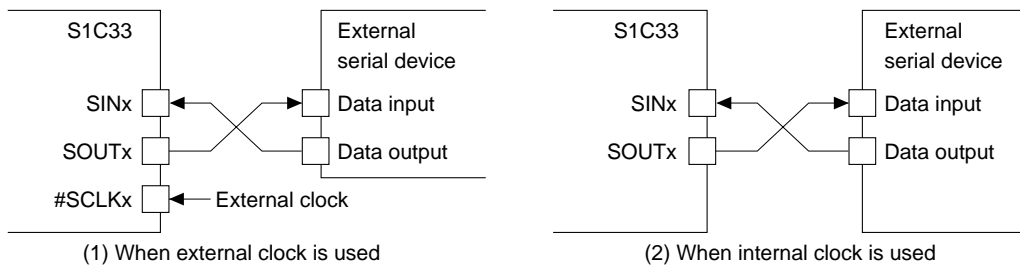 S1C33
External
serial device
SINx
Data input
SOUTx
Data output
#SCLKx
External clock
(1) When external clock is used
S1C33
External
serial device
SINx
Data input
SOUTx
Data output
(2) When internal clock is used